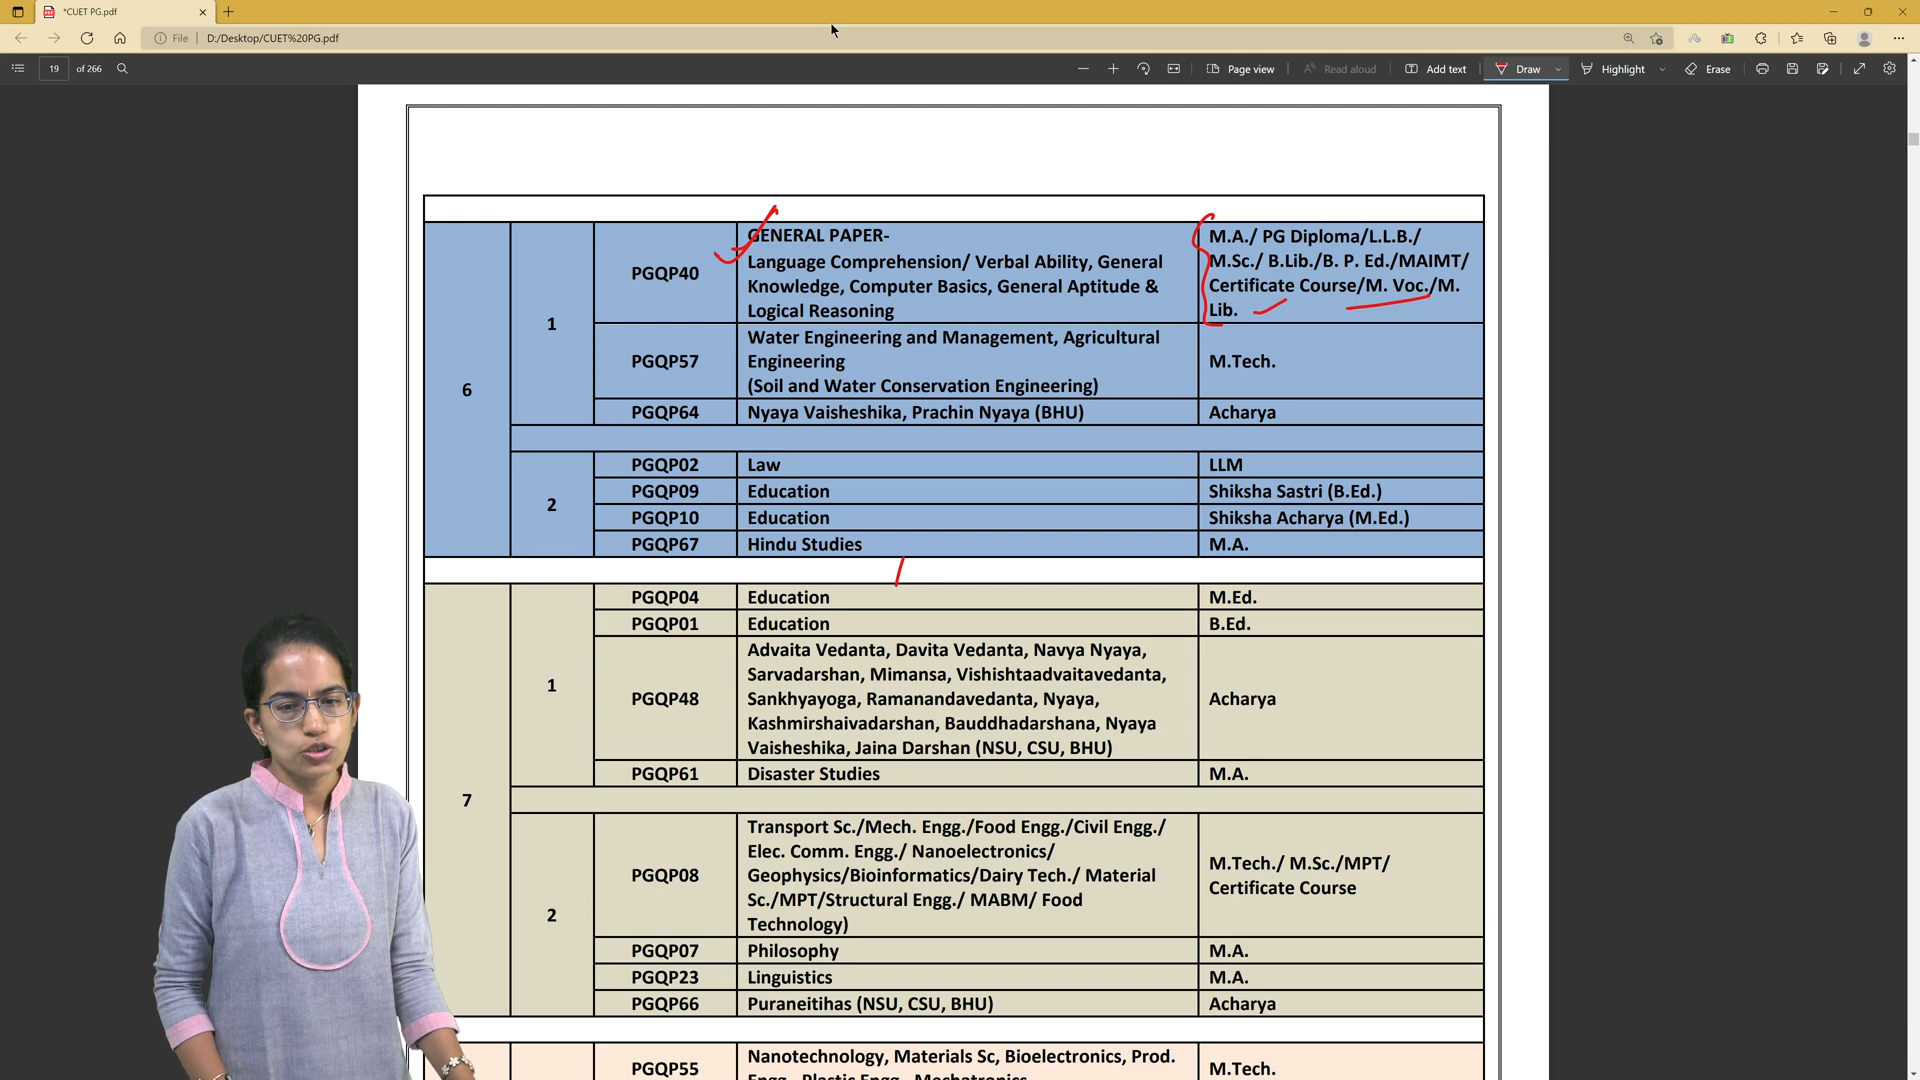 *CUET PG.pdf
File
D:/Desktop/CUET%20PG.pdf
19 of 266
Page view
Read aloud
Add text
Draw
Highlight
Erase
6
1
PGQP40
GENERAL PAPER-
Language Comprehension/ Verbal Ability, General
Knowledge, Computer Basics, General Aptitude &
Logical Reasoning
M.A./ PG Diploma/L.L.B./
M.Sc./ B.Lib./B. P. Ed./MAIMT/
Certificate Course/M. Voc./M.
Lib.
PGQP57
Water Engineering and Management, Agricultural
Engineering
(Soil and Water Conservation Engineering)
M.Tech.
PGQP64 Nyaya Vaisheshika, Prachin Nyaya (BHU) Acharya
2
PGQP02 Law LLM
PGQP09 Education Shiksha Sastri (B.Ed.)
PGQP10 Education Shiksha Acharya (M.Ed.)
PGQP67 Hindu Studies M.A.
7
1
PGQP04 Education M.Ed.
PGQP01 Education B.Ed.
PGQP48
Advaita Vedanta, Davita Vedanta, Navya Nyaya,
Sarvadarshan, Mimansa, Vishishtaadvaitavedanta,
Sankhyayoga, Ramanandavedanta, Nyaya,
Kashmirshaivadarshan, Bauddhadarshana, Nyaya
Vaisheshika, Jaina Darshan (NSU, CSU, BHU)
Acharya
PGQP61 Disaster Studies M.A.
2
PGQP08
Transport Sc./Mech. Engg./Food Engg./Civil Engg./
Elec. Comm. Engg./ Nanoelectronics/
Geophysics/Bioinformatics/Dairy Tech./ Material
Sc./MPT/Structural Engg./ MABM/ Food
Technology)
M.Tech./ M.Sc./MPT/
Certificate Course
PGQP07 Philosophy M.A.
PGQP23 Linguistics M.A.
PGQP66 Puraneitihas (NSU, CSU, BHU) Acharya
PGQP55
Nanotechnology, Materials Sc, Bioelectronics, Prod.
Engg., Plastic Engg., Mechatronics
M.Tech.